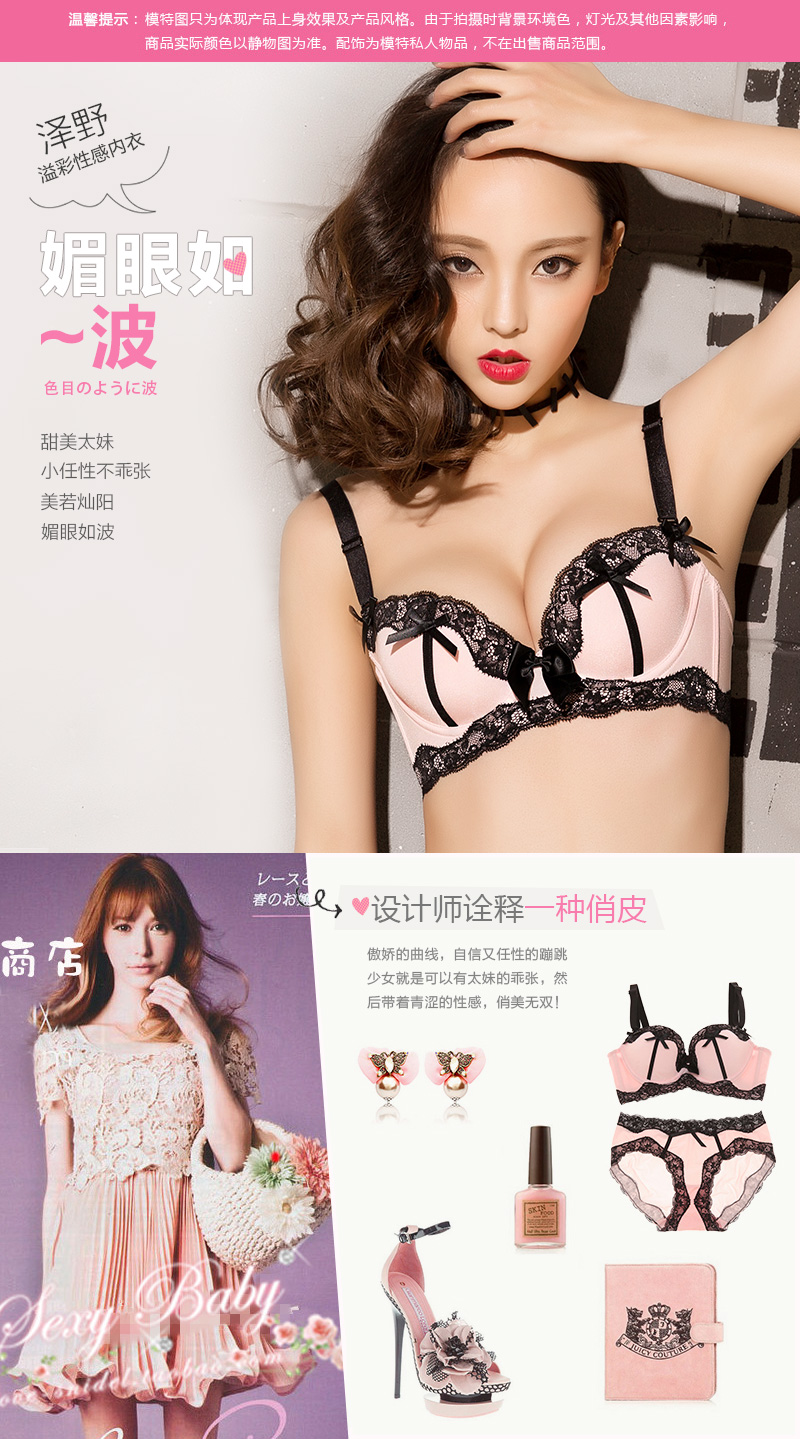 温馨提示：模特图只为体现产品上身效果及产品风格。由于拍摄时背景环境色，灯光及其他因素影响，
商品实际颜色以静物图为准。配饰为模特私人物品，不在出售商品范围。
泽野
溢彩性感内衣
媚眼如
~波
色目のように波
甜美太妹
小任性不乖张
美若灿阳
媚眼如波
レースと
春のお嬢
商店
设计师诠释一种俏皮
傲娇的曲线，自信又任性的蹦跳
少女就是可以有太妹的乖张，然
后带着青涩的性感，俏美无双！
SKIN
FOOD
JUICY COUTURE
Sexy Baby